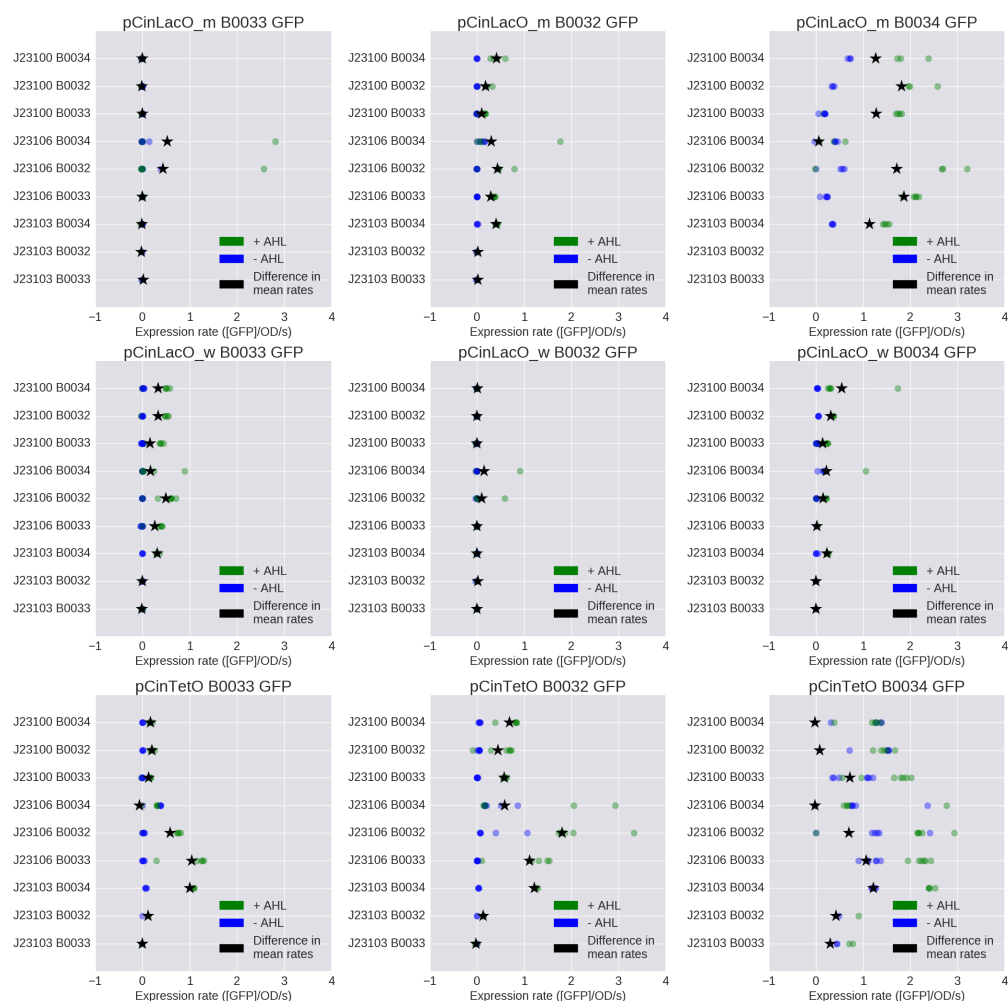 pCinLacO_m B0033 GFP
J23100 B0034
J23100 B0032
J23100 B0033
J23106 B0034
J23106 B0032
J23106 B0033
J23103 B0034
J23103 B0032
J23103 B0033
+ AHL
- AHL
Difference in
mean rates
−1 0 1 2 3 4
Expression rate ([GFP]/OD/s)
pCinLacO_m B0032 GFP
J23100 B0034
J23100 B0032
J23100 B0033
J23106 B0034
J23106 B0032
J23106 B0033
J23103 B0034
J23103 B0032
J23103 B0033
+ AHL
- AHL
Difference in
mean rates
−1 0 1 2 3 4
Expression rate ([GFP]/OD/s)
pCinLacO_m B0034 GFP
J23100 B0034
J23100 B0032
J23100 B0033
J23106 B0034
J23106 B0032
J23106 B0033
J23103 B0034
J23103 B0032
J23103 B0033
+ AHL
- AHL
Difference in
mean rates
−1 0 1 2 3 4
Expression rate ([GFP]/OD/s)
pCinLacO_w B0033 GFP
J23100 B0034
J23100 B0032
J23100 B0033
J23106 B0034
J23106 B0032
J23106 B0033
J23103 B0034
J23103 B0032
J23103 B0033
+ AHL
- AHL
Difference in
mean rates
−1 0 1 2 3 4
Expression rate ([GFP]/OD/s)
pCinLacO_w B0032 GFP
J23100 B0034
J23100 B0032
J23100 B0033
J23106 B0034
J23106 B0032
J23106 B0033
J23103 B0034
J23103 B0032
J23103 B0033
+ AHL
- AHL
Difference in
mean rates
−1 0 1 2 3 4
Expression rate ([GFP]/OD/s)
pCinLacO_w B0034 GFP
J23100 B0034
J23100 B0032
J23100 B0033
J23106 B0034
J23106 B0032
J23106 B0033
J23103 B0034
J23103 B0032
J23103 B0033
+ AHL
- AHL
Difference in
mean rates
−1 0 1 2 3 4
Expression rate ([GFP]/OD/s)
pCinTetO B0033 GFP
J23100 B0034
J23100 B0032
J23100 B0033
J23106 B0034
J23106 B0032
J23106 B0033
J23103 B0034
J23103 B0032
J23103 B0033
+ AHL
- AHL
Difference in
mean rates
−1 0 1 2 3 4
Expression rate ([GFP]/OD/s)
pCinTetO B0032 GFP
J23100 B0034
J23100 B0032
J23100 B0033
J23106 B0034
J23106 B0032
J23106 B0033
J23103 B0034
J23103 B0032
J23103 B0033
+ AHL
- AHL
Difference in
mean rates
−1 0 1 2 3 4
Expression rate ([GFP]/OD/s)
pCinTetO B0034 GFP
J23100 B0034
J23100 B0032
J23100 B0033
J23106 B0034
J23106 B0032
J23106 B0033
J23103 B0034
J23103 B0032
J23103 B0033
+ AHL
- AHL
Difference in
mean rates
−1 0 1 2 3 4
Expression rate ([GFP]/OD/s)